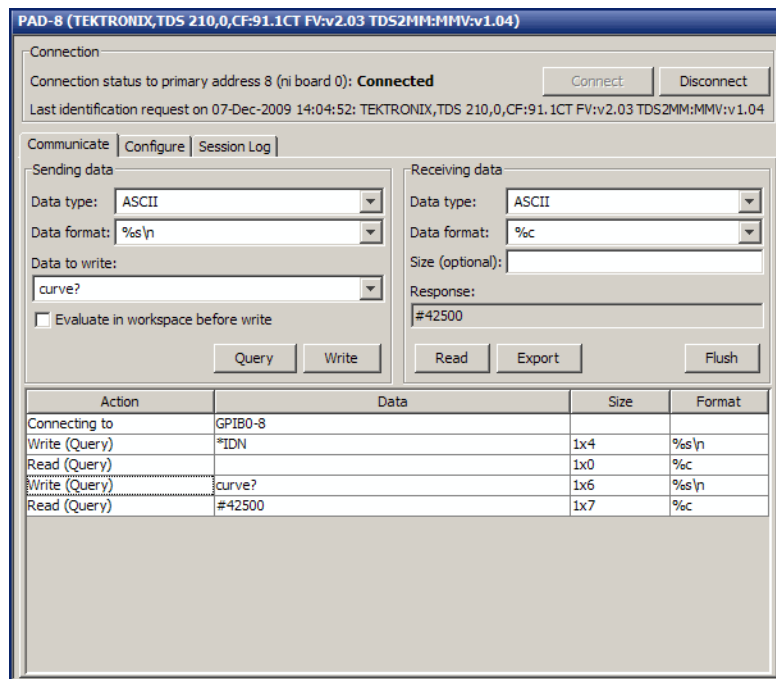 PAD-8 (TEKTRONIX,TDS 210,0,CF:91.1CT FV:v2.03 TDS2MM:MMV:v1.04)
Connection
Connection status to primary address 8 (ni board 0): Connected Connect Disconnect
Last identification request on 07-Dec-2009 14:04:52: TEKTRONIX,TDS 210,0,CF:91.1CT FV:v2.03 TDS2MM:MMV:v1.04
Communicate Configure Session Log
Sending data
Data type: ASCII
Data format: %s\n
Data to write:
curve?
Evaluate in workspace before write
Query Write
Receiving data
Data type: ASCII
Data format: %c
Size (optional):
Response:
#42500
Read Export Flush
Action Data Size Format
Connecting to GPIB0-8
Write (Query) *IDN 1x4 %s\n
Read (Query) 1x0 %c
Write (Query) curve? 1x6 %s\n
Read (Query) #42500 1x7 %c